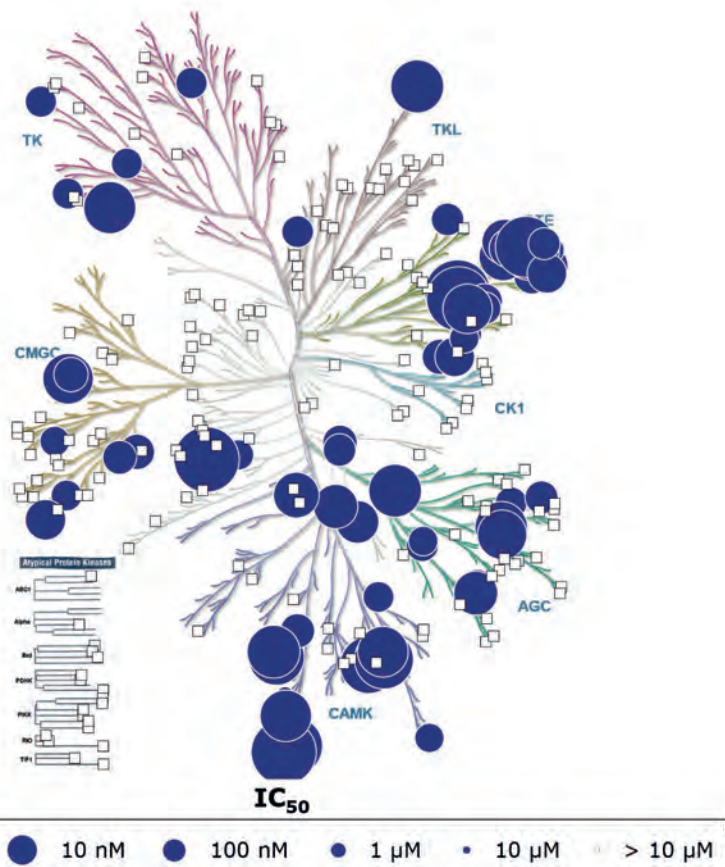 TK
TKL
STE
CMGC
CK1
Atypical Protein Kinases
ABC1
Alpha
Brd
PDHK
PIKK
RIO
TIF1
AGC
CAMK
IC50
10 nM 100 nM 1 µM 10 µM > 10 µM